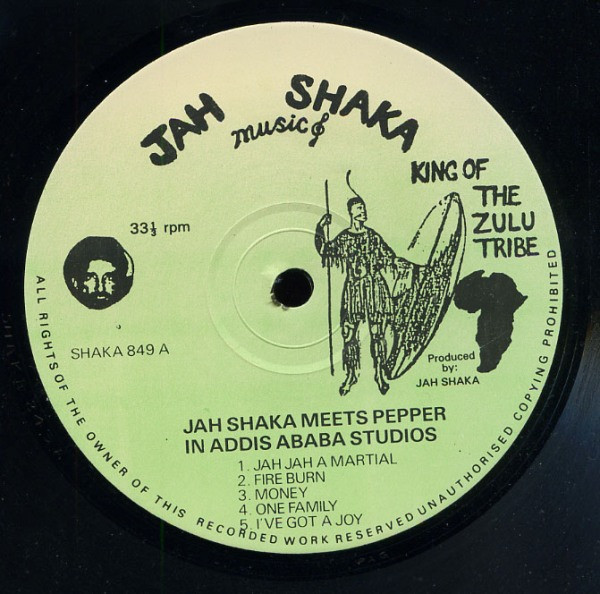 JAH SHAKA
music
KING OF
THE
ZULU
TRIBE
33⅓ rpm
SHAKA 849 A
Produced
by:
JAH SHAKA
JAH SHAKA MEETS PEPPER
IN ADDIS ABABA STUDIOS
1. JAH JAH A MARTIAL
2. FIRE BURN
3. MONEY
4. ONE FAMILY
5. I'VE GOT A JOY
ALL RIGHTS OF THE OWNER OF THIS RECORDED WORK RESERVED UNAUTHORISED COPYING PROHIBITED